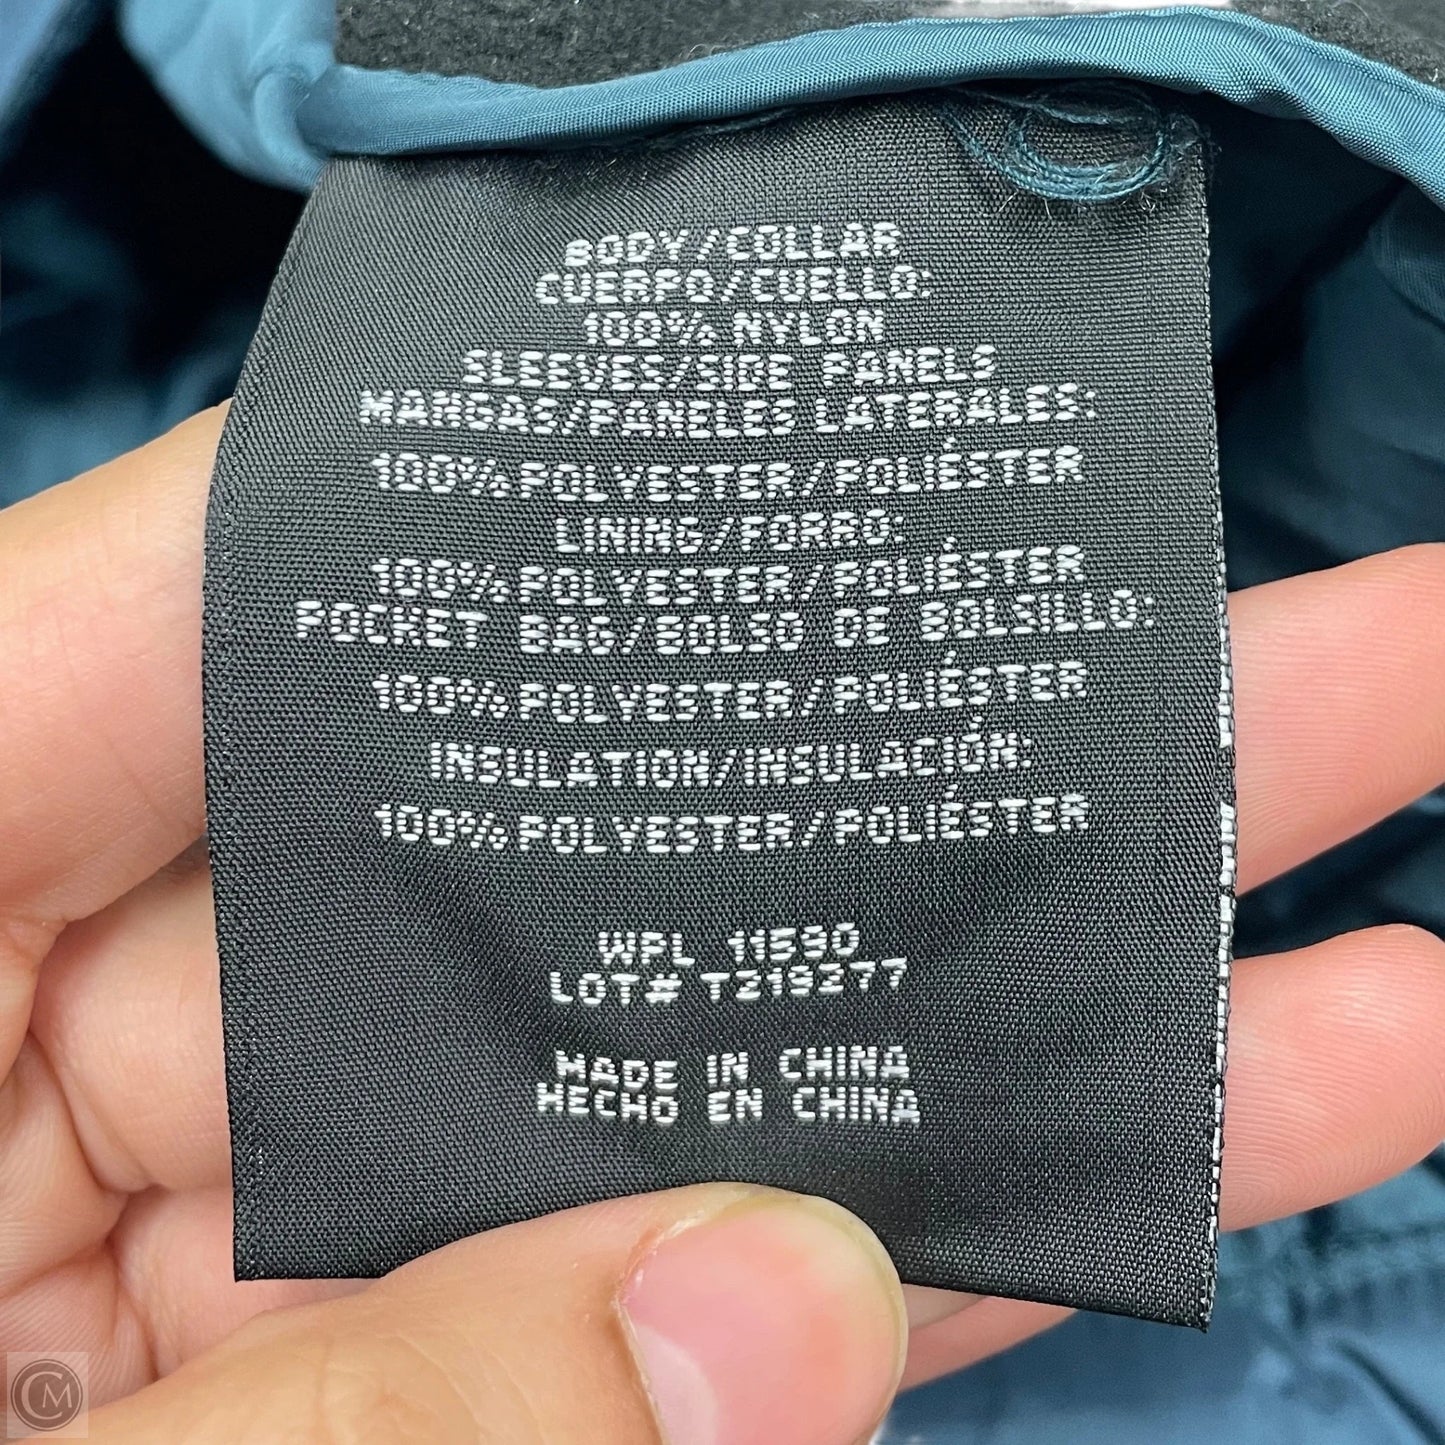 BODY/COLLAR
CUERPO/CUELLO:
100% NYLON
SLEEVES/SIDE PANELS
MANGAS/PANELES LATERALES:
100% POLYESTER/POLIÉSTER
LINING/FORRO:
100% POLYESTER/POLIÉSTER
POCKET BAG/BOLSO DE BOLSILLO:
100% POLYESTER/POLIÉSTER
INSULATION/INSULACIÓN:
100% POLYESTER/POLIÉSTER
WPL 11590
LOT# T219277
MADE IN CHINA
HECHO EN CHINA
CM